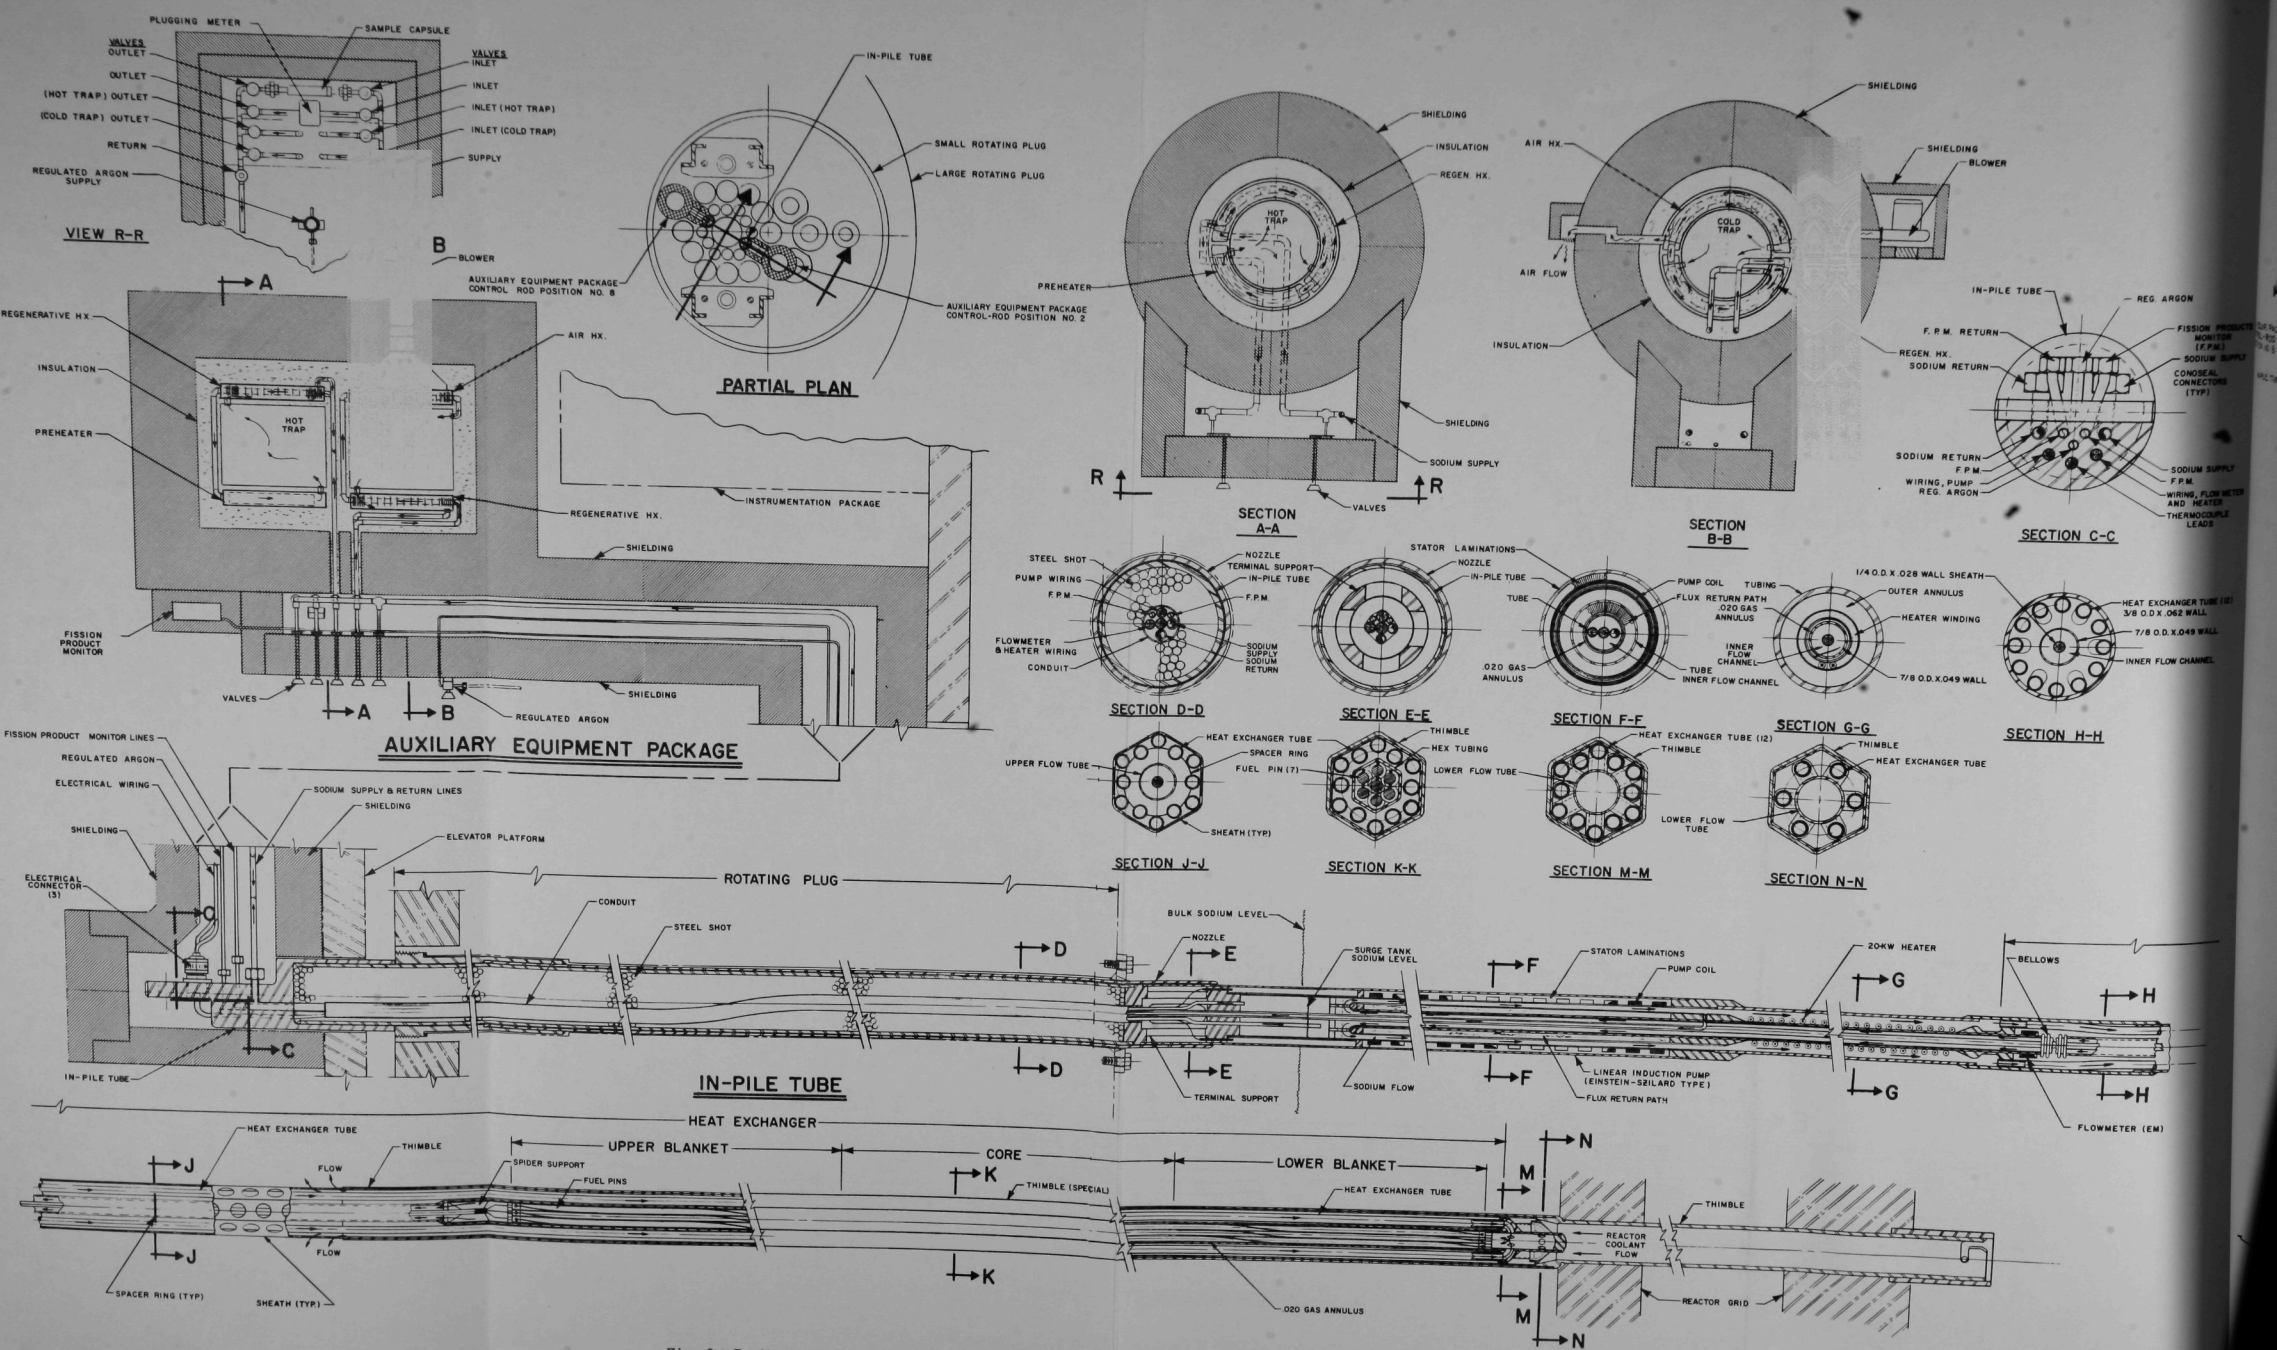 PLUGGING METER
SAMPLE CAPSULE
VALVES
OUTLET
VALVES
INLET
OUTLET
INLET
(HOT TRAP) OUTLET
INLET (HOT TRAP)
(COLD TRAP) OUTLET
INLET (COLD TRAP)
RETURN
SUPPLY
REGULATED ARGON
SUPPLY
VIEW R-R
B
BLOWER
A
REGENERATIVE HX.
AIR HX.
INSULATION
HOT
TRAP
PREHEATER
REGENERATIVE HX.
INSTRUMENTATION PACKAGE
SHIELDING
FISSION
PRODUCT
MONITOR
VALVES
A
B
SHIELDING
REGULATED ARGON
AUXILIARY EQUIPMENT PACKAGE
IN-PILE TUBE
SMALL ROTATING PLUG
LARGE ROTATING PLUG
AUXILIARY EQUIPMENT PACKAGE
CONTROL ROD POSITION NO. 8
AUXILIARY EQUIPMENT PACKAGE
CONTROL-ROD POSITION NO. 2
PARTIAL PLAN
SHIELDING
INSULATION
REGEN. HX.
HOT
TRAP
PREHEATER
SHIELDING
SODIUM SUPPLY
R
R
VALVES
SECTION
A-A
SHIELDING
AIR HX.
SHIELDING
BLOWER
COLD
TRAP
AIR FLOW
INSULATION
REGEN. HX.
SECTION
B-B
IN-PILE TUBE
REG. ARGON
F.P.M. RETURN
FISSION PRODUCTS
MONITOR
(F.P.M.)
SODIUM RETURN
SODIUM SUPPLY
CONOSEAL
CONNECTORS
(TYP)
SODIUM RETURN
F.P.M.
WIRING, PUMP
REG. ARGON
SODIUM SUPPLY
F.P.M.
WIRING, FLOWMETER
AND HEATER
THERMOCOUPLE
LEADS
SECTION C-C
STEEL SHOT
NOZZLE
PUMP WIRING
IN-PILE TUBE
F.P.M.
F.P.M.
FLOWMETER
& HEATER WIRING
CONDUIT
SODIUM
SUPPLY
SODIUM
RETURN
SECTION D-D
TERMINAL SUPPORT
NOZZLE
IN-PILE TUBE
SECTION E-E
STATOR LAMINATIONS
TUBE
PUMP COIL
FLUX RETURN PATH
.020 GAS
ANNULUS
.020 GAS
ANNULUS
TUBE
INNER FLOW CHANNEL
SECTION F-F
TUBING
OUTER ANNULUS
HEATER WINDING
INNER
FLOW
CHANNEL
7/8 O.D.X.049 WALL
SECTION G-G
1/4 O.D. X .028 WALL SHEATH
HEAT EXCHANGER TUBE (12)
3/8 O.D X.062 WALL
7/8 O.D.X.049 WALL
INNER FLOW CHANNEL
SECTION H-H
HEAT EXCHANGER TUBE
SPACER RING
UPPER FLOW TUBE
SHEATH (TYP.)
SECTION J-J
THIMBLE
HEX TUBING
FUEL PIN (7)
SECTION K-K
HEAT EXCHANGER TUBE (12)
THIMBLE
LOWER FLOW TUBE
SECTION M-M
THIMBLE
HEAT EXCHANGER TUBE
LOWER FLOW
TUBE
SECTION N-N
FISSION PRODUCT MONITOR LINES
REGULATED ARGON
ELECTRICAL WIRING
SODIUM SUPPLY & RETURN LINES
SHIELDING
SHIELDING
ELEVATOR PLATFORM
ELECTRICAL
CONNECTOR
(3)
C
C
IN-PILE TUBE
ROTATING PLUG
CONDUIT
STEEL SHOT
D
D
BULK SODIUM LEVEL
NOZZLE
E
E
SURGE TANK
SODIUM LEVEL
F
F
STATOR LAMINATIONS
PUMP COIL
20-KW HEATER
G
G
BELLOWS
H
H
TERMINAL SUPPORT
SODIUM FLOW
LINEAR INDUCTION PUMP
(EINSTEIN-SZILARD TYPE)
FLUX RETURN PATH
FLOWMETER (EM)
IN-PILE TUBE
HEAT EXCHANGER
HEAT EXCHANGER TUBE
THIMBLE
UPPER BLANKET
CORE
LOWER BLANKET
N
J
FLOW
SPIDER SUPPORT
FUEL PINS
K
THIMBLE (SPECIAL)
HEAT EXCHANGER TUBE
M
THIMBLE
REACTOR
COOLANT
FLOW
J
FLOW
K
SPACER RING (TYP)
SHEATH (TYP.)
.020 GAS ANNULUS
M
N
REACTOR GRID